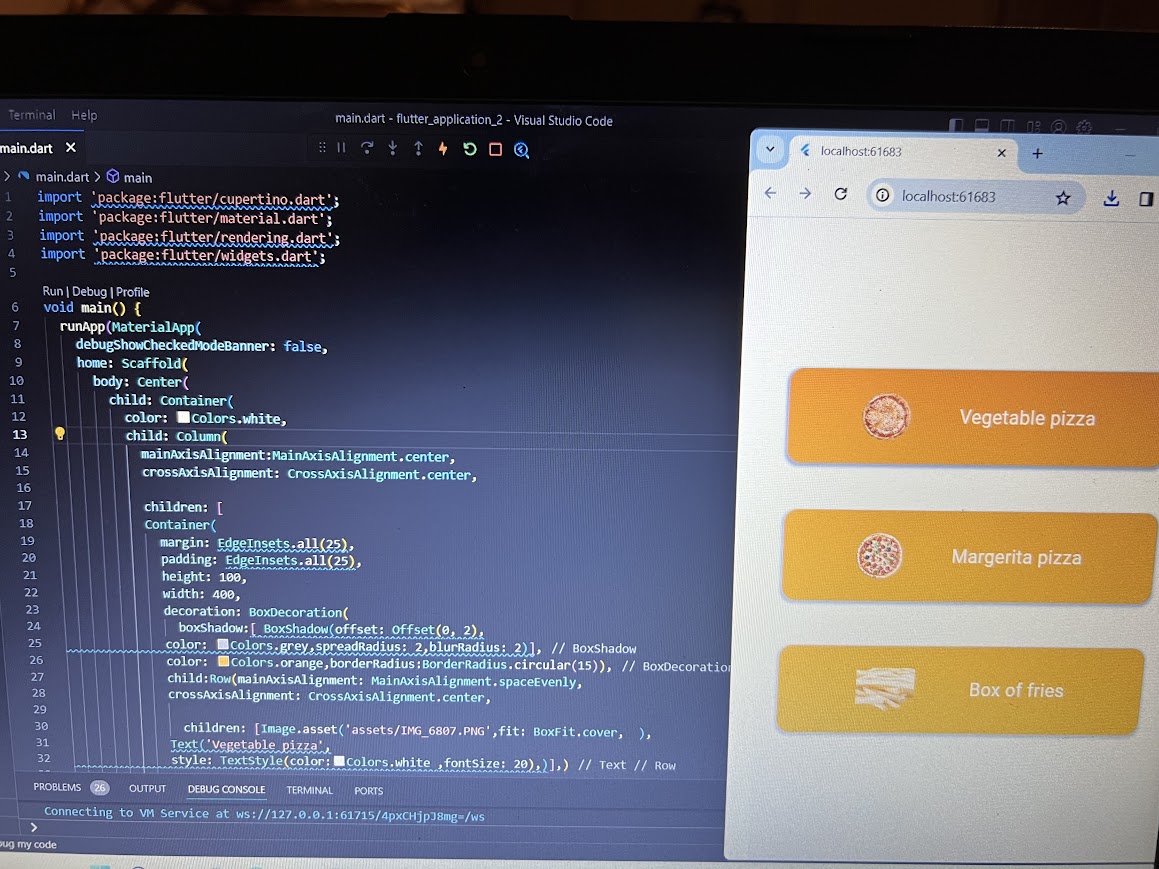 Terminal Help
main.dart - flutter_application_2 - Visual Studio Code
main.dart
main.dart > main
1 import 'package:flutter/cupertino.dart';
2 import 'package:flutter/material.dart';
3 import 'package:flutter/rendering.dart';
4 import 'package:flutter/widgets.dart';
5
Run | Debug | Profile
6 void main() {
7 runApp(MaterialApp(
8 debugShowCheckedModeBanner: false,
9 home: Scaffold(
10 body: Center(
11 child: Container(
12 color: Colors.white,
13 child: Column(
14 mainAxisAlignment:MainAxisAlignment.center,
15 crossAxisAlignment: CrossAxisAlignment.center,
16
17 children: [
18 Container(
19 margin: EdgeInsets.all(25),
20 padding: EdgeInsets.all(25),
21 height: 100,
22 width: 400,
23 decoration: BoxDecoration(
24 boxShadow:[ BoxShadow(offset: Offset(0, 2),
25 color: Colors.grey,spreadRadius: 2,blurRadius: 2)], // BoxShadow
26 color: Colors.orange,borderRadius:BorderRadius.circular(15)), // BoxDecoration
27 child:Row(mainAxisAlignment: MainAxisAlignment.spaceEvenly,
28 crossAxisAlignment: CrossAxisAlignment.center,
29
30 children: [Image.asset('assets/IMG_6807.PNG',fit: BoxFit.cover, ),
31 Text('Vegetable pizza',
32 style: TextStyle(color: Colors.white ,fontSize: 20),)],) // Text // Row
PROBLEMS 26 OUTPUT DEBUG CONSOLE TERMINAL PORTS
Connecting to VM Service at ws://127.0.0.1:61715/4pxCHjpJ8mg=/ws
>
bug my code
localhost:61683
localhost:61683
Vegetable pizza
Margerita pizza
Box of fries